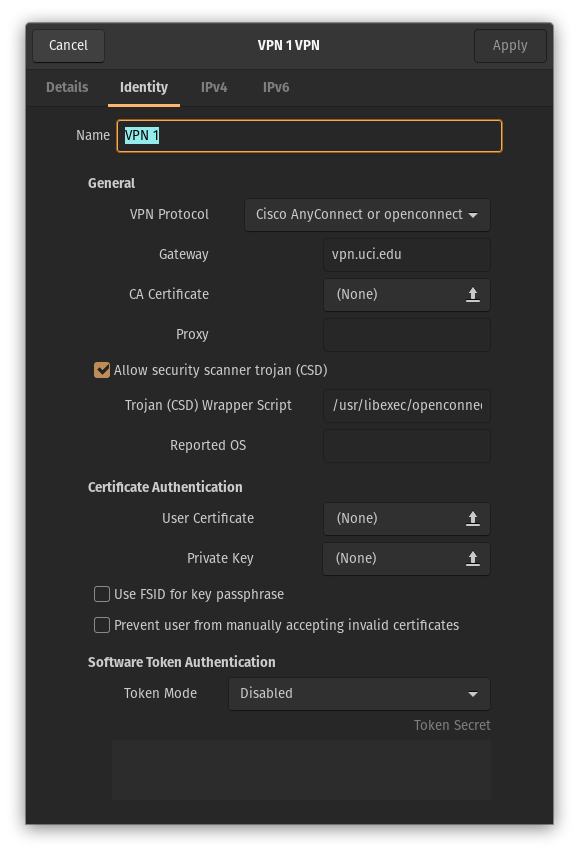 Cancel VPN 1 VPN Apply
Details Identity IPv4 IPv6
Name VPN 1
General
VPN Protocol Cisco AnyConnect or openconnect
Gateway vpn.uci.edu
CA Certificate (None)
Proxy
Allow security scanner trojan (CSD)
Trojan (CSD) Wrapper Script /usr/libexec/openconnec
Reported OS
Certificate Authentication
User Certificate (None)
Private Key (None)
Use FSID for key passphrase
Prevent user from manually accepting invalid certificates
Software Token Authentication
Token Mode Disabled
Token Secret